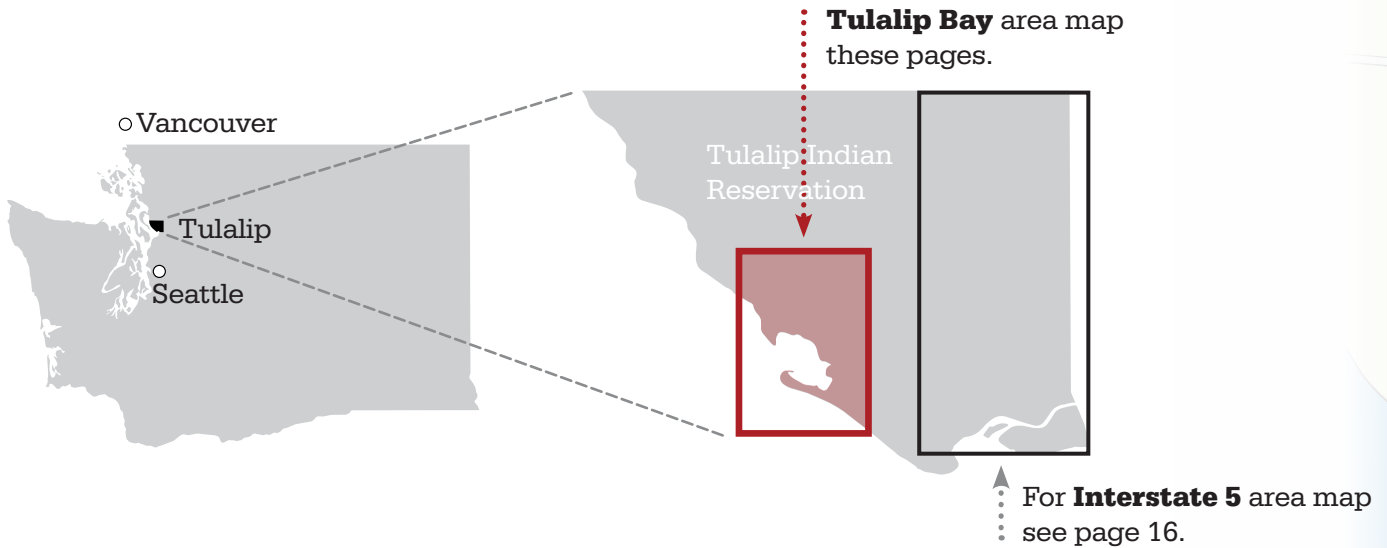 Tulalip Bay area map
these pages.
Vancouver
Tulalip Indian
Reservation
Tulalip
Seattle
For Interstate 5 area map
see page 16.